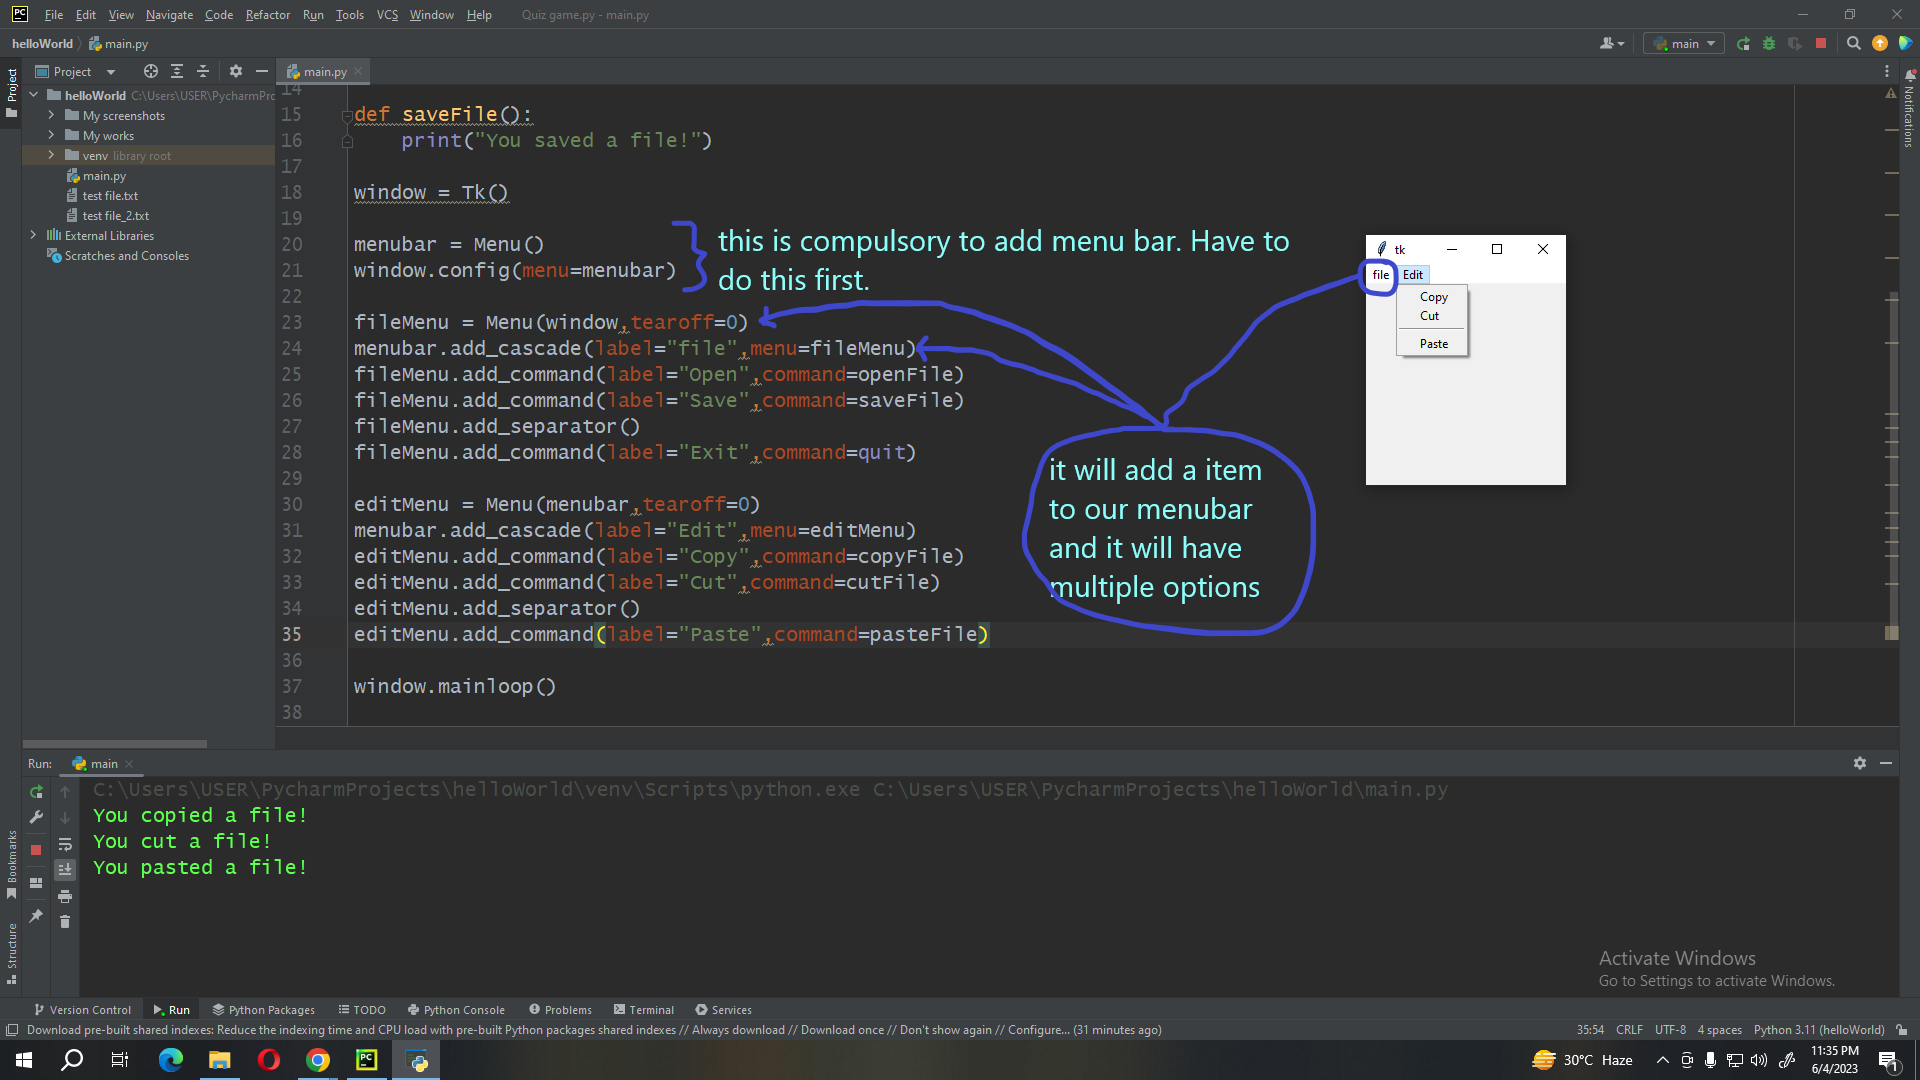 File Edit View Navigate Code Refactor Run Tools VCS Window Help Quiz game.py - main.py
helloWorld main.py main
Project main.py
Project
helloWorld C:\Users\USER\PycharmPro
My screenshots
My works
venv library root
main.py
test file.txt
test file_2.txt
External Libraries
Scratches and Consoles
Notifications
14
15 def saveFile():
16 print("You saved a file!")
17
18 window = Tk()
19
20 menubar = Menu()
21 window.config(menu=menubar)
22
23 fileMenu = Menu(window,tearoff=0)
24 menubar.add_cascade(label="file",menu=fileMenu)
25 fileMenu.add_command(label="Open",command=openFile)
26 fileMenu.add_command(label="Save",command=saveFile)
27 fileMenu.add_separator()
28 fileMenu.add_command(label="Exit",command=quit)
29
30 editMenu = Menu(menubar,tearoff=0)
31 menubar.add_cascade(label="Edit",menu=editMenu)
32 editMenu.add_command(label="Copy",command=copyFile)
33 editMenu.add_command(label="Cut",command=cutFile)
34 editMenu.add_separator()
35 editMenu.add_command(label="Paste",command=pasteFile)
36
37 window.mainloop()
38
this is compulsory to add menu bar. Have to
do this first.
it will add a item
to our menubar
and it will have
multiple options
tk
file Edit
Copy
Cut
Paste
Run: main
C:\Users\USER\PycharmProjects\helloWorld\venv\Scripts\python.exe C:\Users\USER\PycharmProjects\helloWorld\main.py
You copied a file!
You cut a file!
You pasted a file!
Bookmarks
Structure
Activate Windows
Go to Settings to activate Windows.
Version Control Run Python Packages TODO Python Console Problems Terminal Services
Download pre-built shared indexes: Reduce the indexing time and CPU load with pre-built Python packages shared indexes // Always download // Download once // Don't show again // Configure... (31 minutes ago) 35:54 CRLF UTF-8 4 spaces Python 3.11 (helloWorld)
30°C Haze
11:35 PM
6/4/2023
1